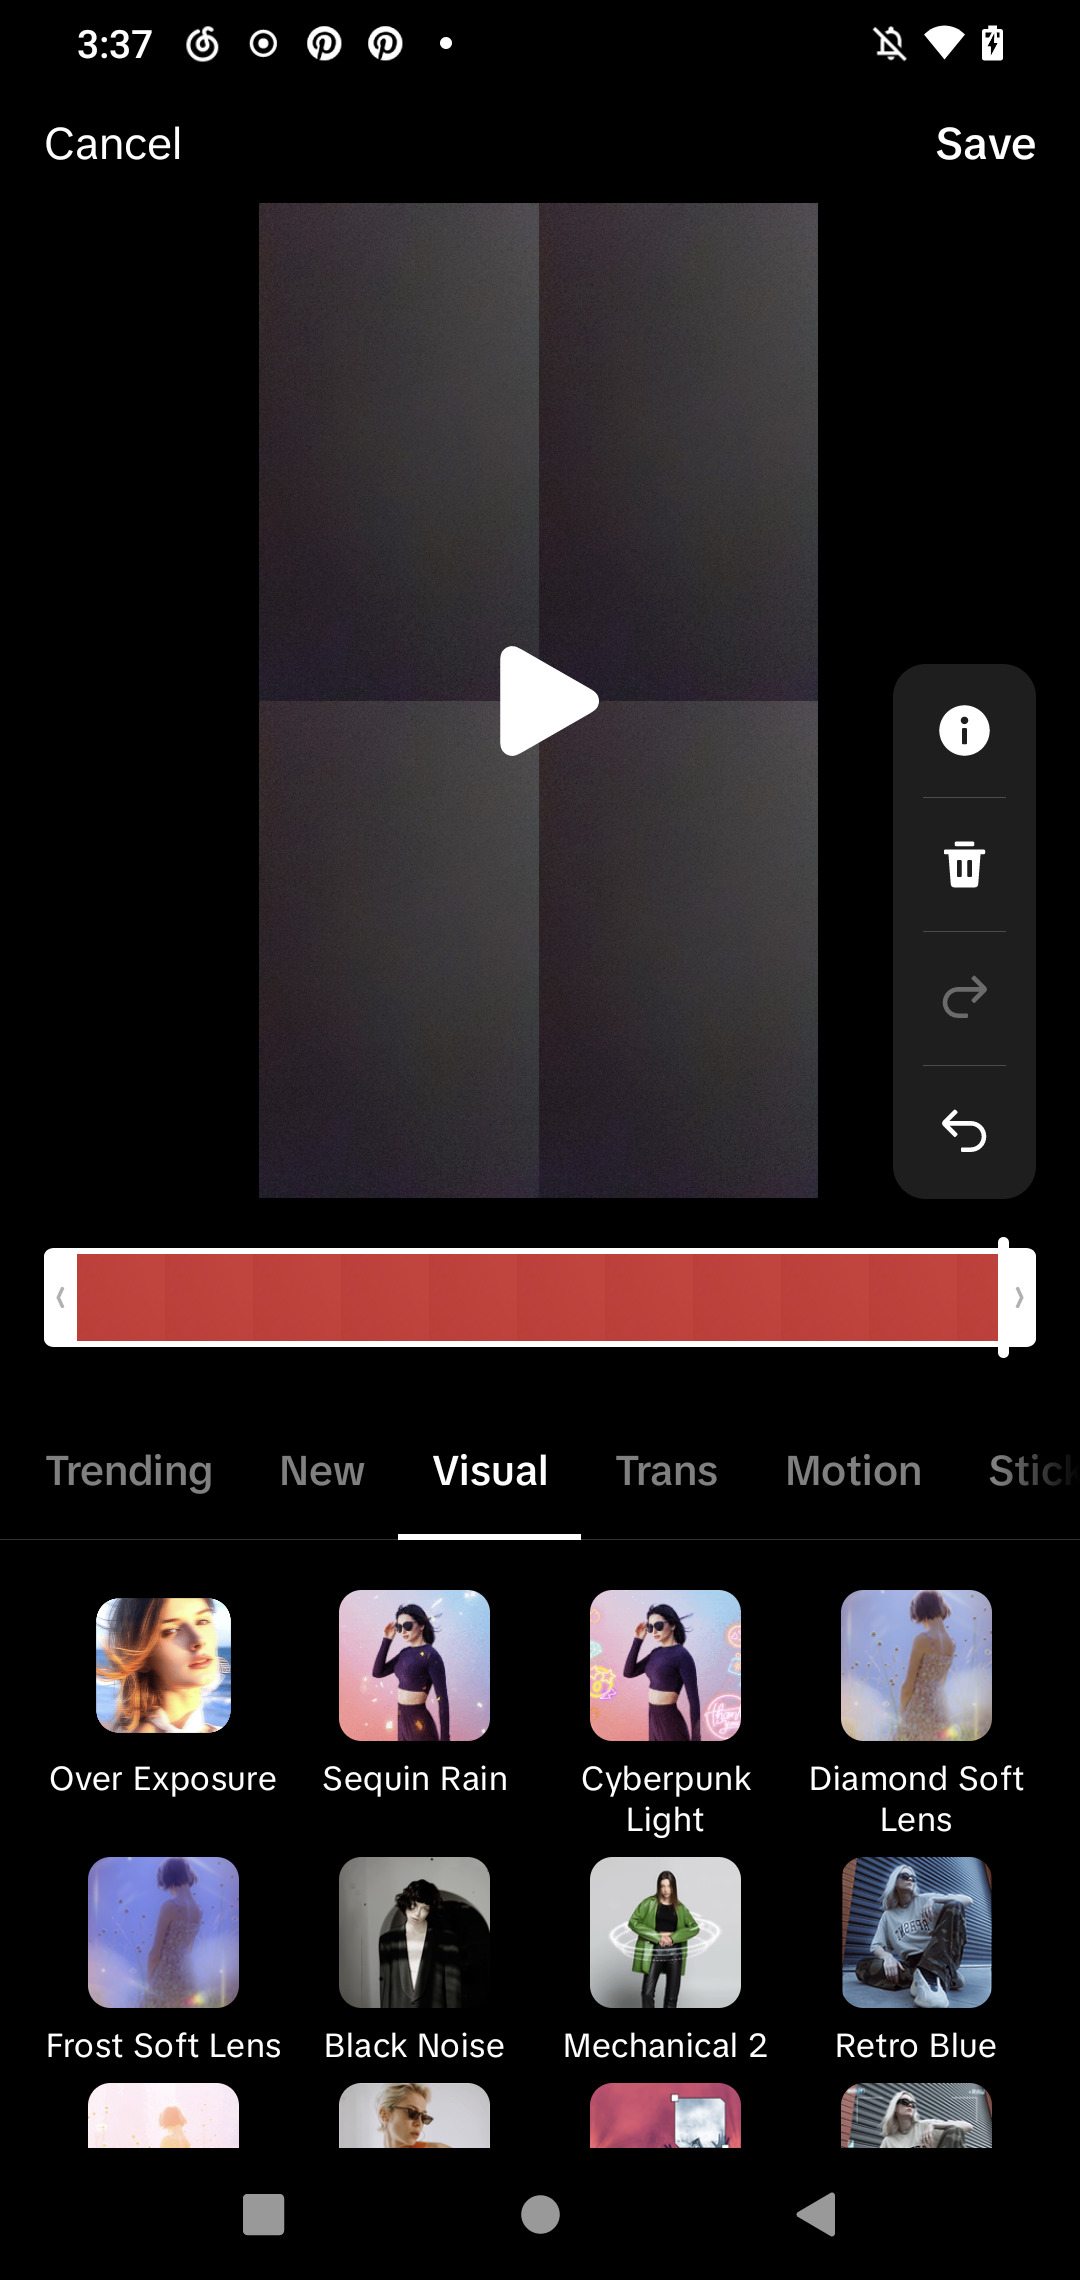 3:37
Cancel
Save
Trending New Visual Trans Motion Stick
Over Exposure
Sequin Rain
Cyberpunk
Light
Diamond Soft
Lens
Frost Soft Lens
Black Noise
Mechanical 2
Retro Blue